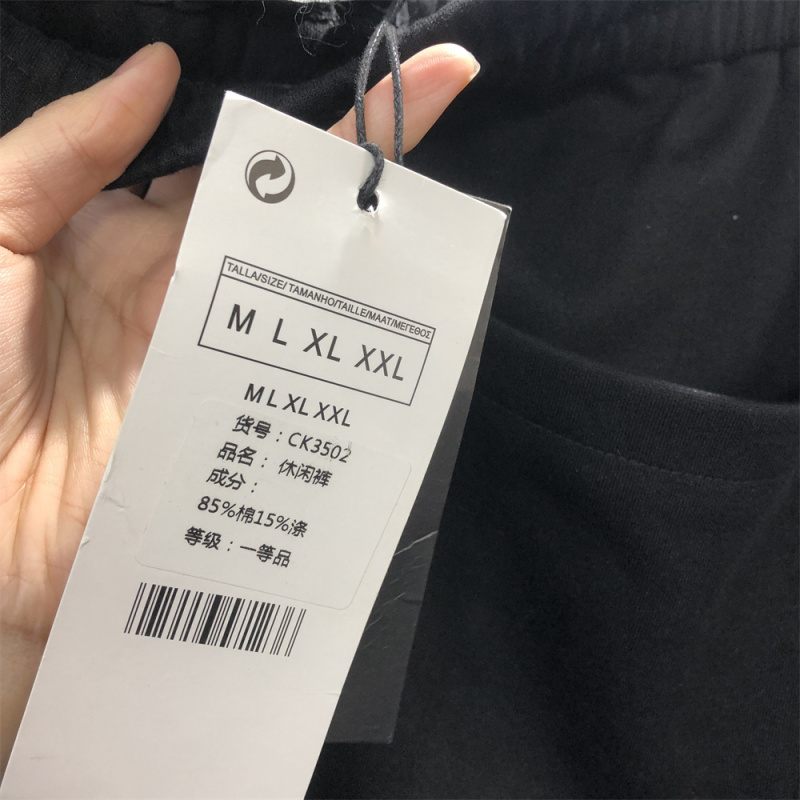 TALLA/SIZE/TAMANHO/TAILLE/MAAT/ΜΕΓΕΘΟΣ
M L XL XXL
M L XL XXL
货号：CK3502
品名：休闲裤
成分：
85%棉15%涤
等级：一等品